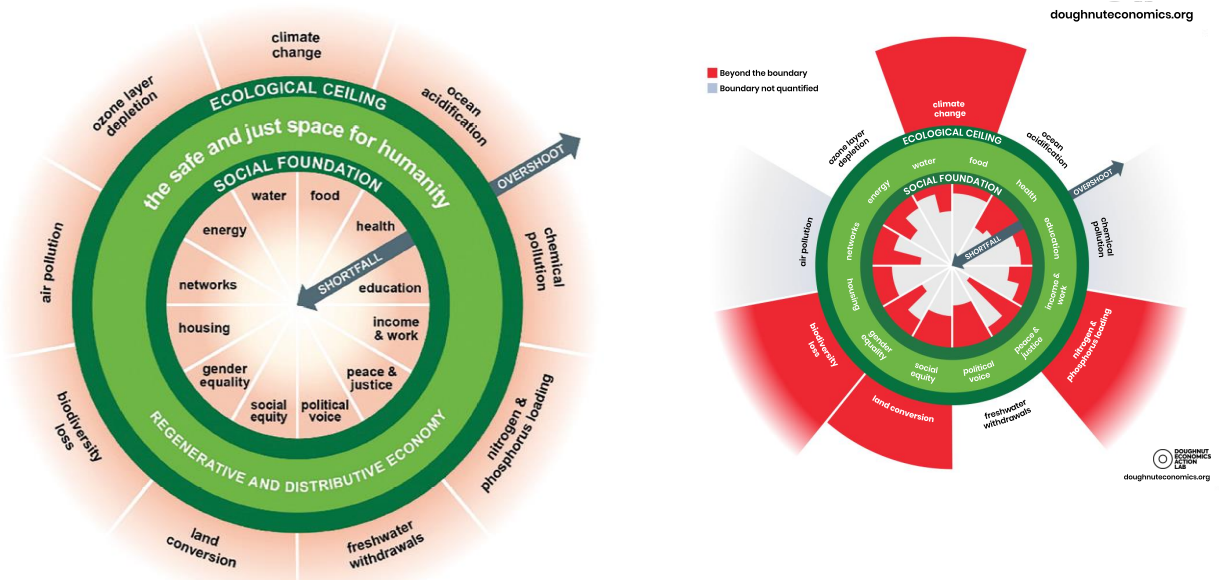 climate
change
ozone layer
depletion
ocean
acidification
ECOLOGICAL CEILING
the safe and just space for humanity
SOCIAL FOUNDATION
OVERSHOOT
water
food
energy
health
SHORTFALL
air pollution
chemical
pollution
networks
education
housing
income
& work
gender
equality
peace &
justice
social
equity
political
voice
REGENERATIVE AND DISTRIBUTIVE ECONOMY
biodiversity
loss
nitrogen &
phosphorus loading
land
conversion
freshwater
withdrawals
doughnuteconomics.org
Beyond the boundary
Boundary not quantified
climate
change
ozone layer
depletion
ocean
acidification
ECOLOGICAL CEILING
water
food
energy
health
SOCIAL FOUNDATION
OVERSHOOT
SHORTFALL
air pollution
chemical
pollution
networks
education
housing
income &
work
gender
equality
peace &
justice
social
equity
political
voice
biodiversity
loss
nitrogen &
phosphorus loading
land conversion
freshwater
withdrawals
DOUGHNUT
ECONOMICS
ACTION
LAB
doughnuteconomics.org